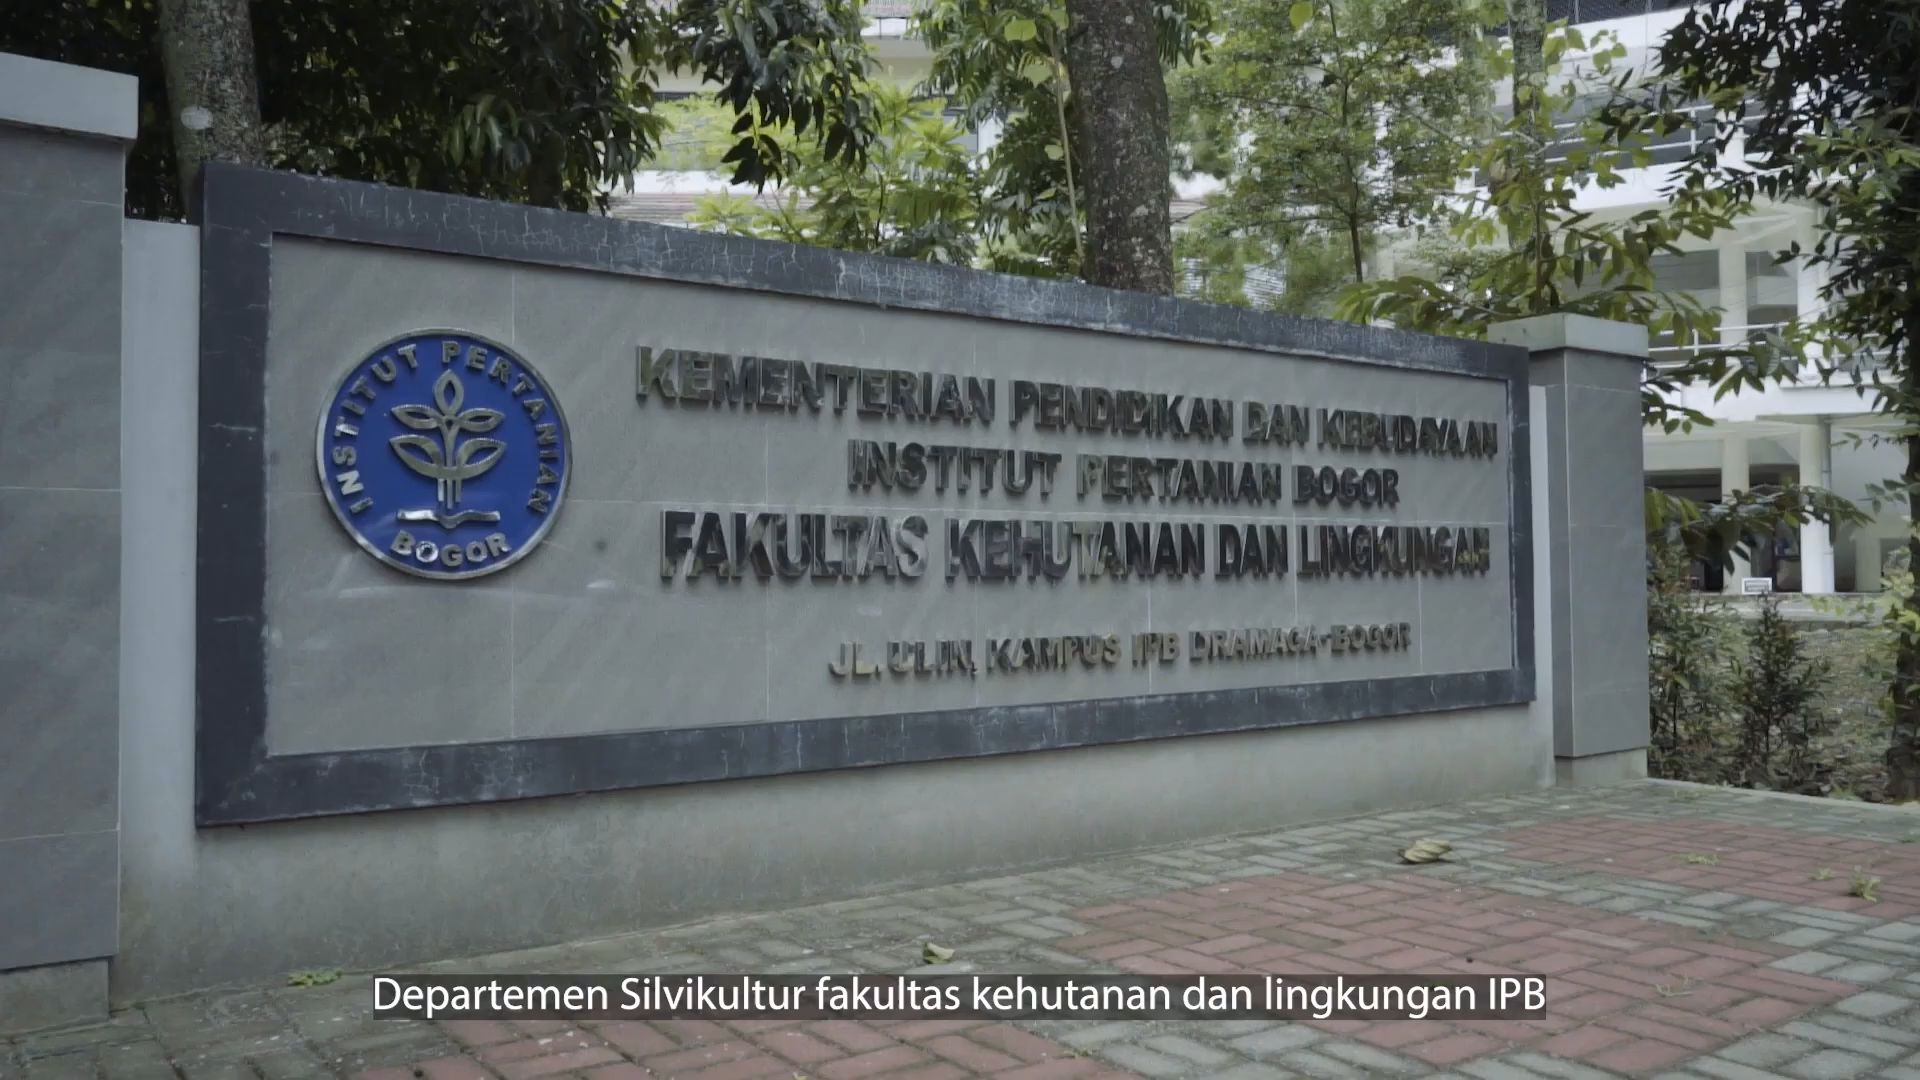 INSTITUT PERTANIAN
BOGOR
KEMENTERIAN PENDIDIKAN DAN KEBUDAYAAN
INSTITUT PERTANIAN BOGOR
FAKULTAS KEHUTANAN DAN LINGKUNGAN
JL. ULIN, KAMPUS IPB DRAMAGA-BOGOR
Departemen Silvikultur fakultas kehutanan dan lingkungan IPB